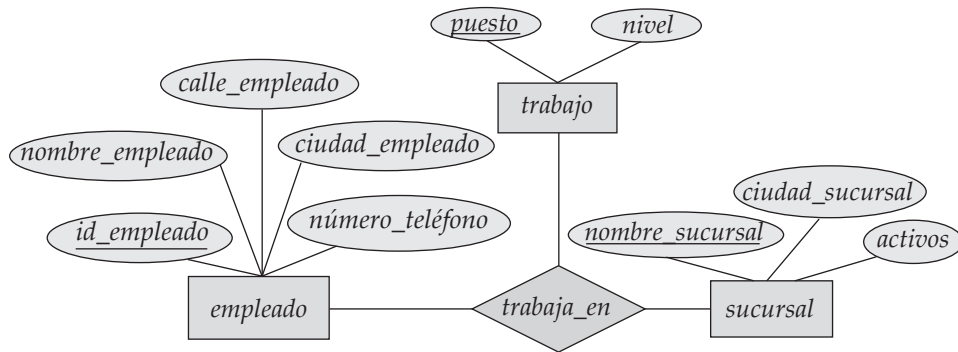 puesto
nivel
calle_empleado
trabajo
nombre_empleado
ciudad_empleado
ciudad_sucursal
id_empleado
número_teléfono
nombre_sucursal
activos
empleado
trabaja_en
sucursal